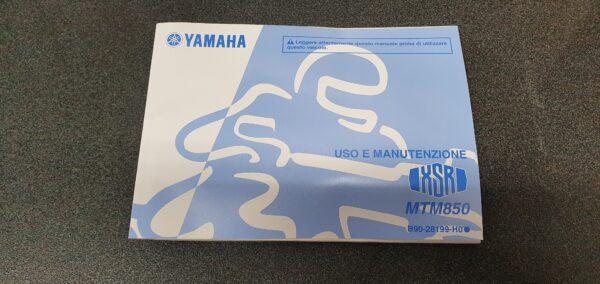 YAMAHA
⚠ Leggere attentamente questo manuale prima di utilizzare
questo veicolo.
USO E MANUTENZIONE
XSR
MTM850
B90-28199-H0